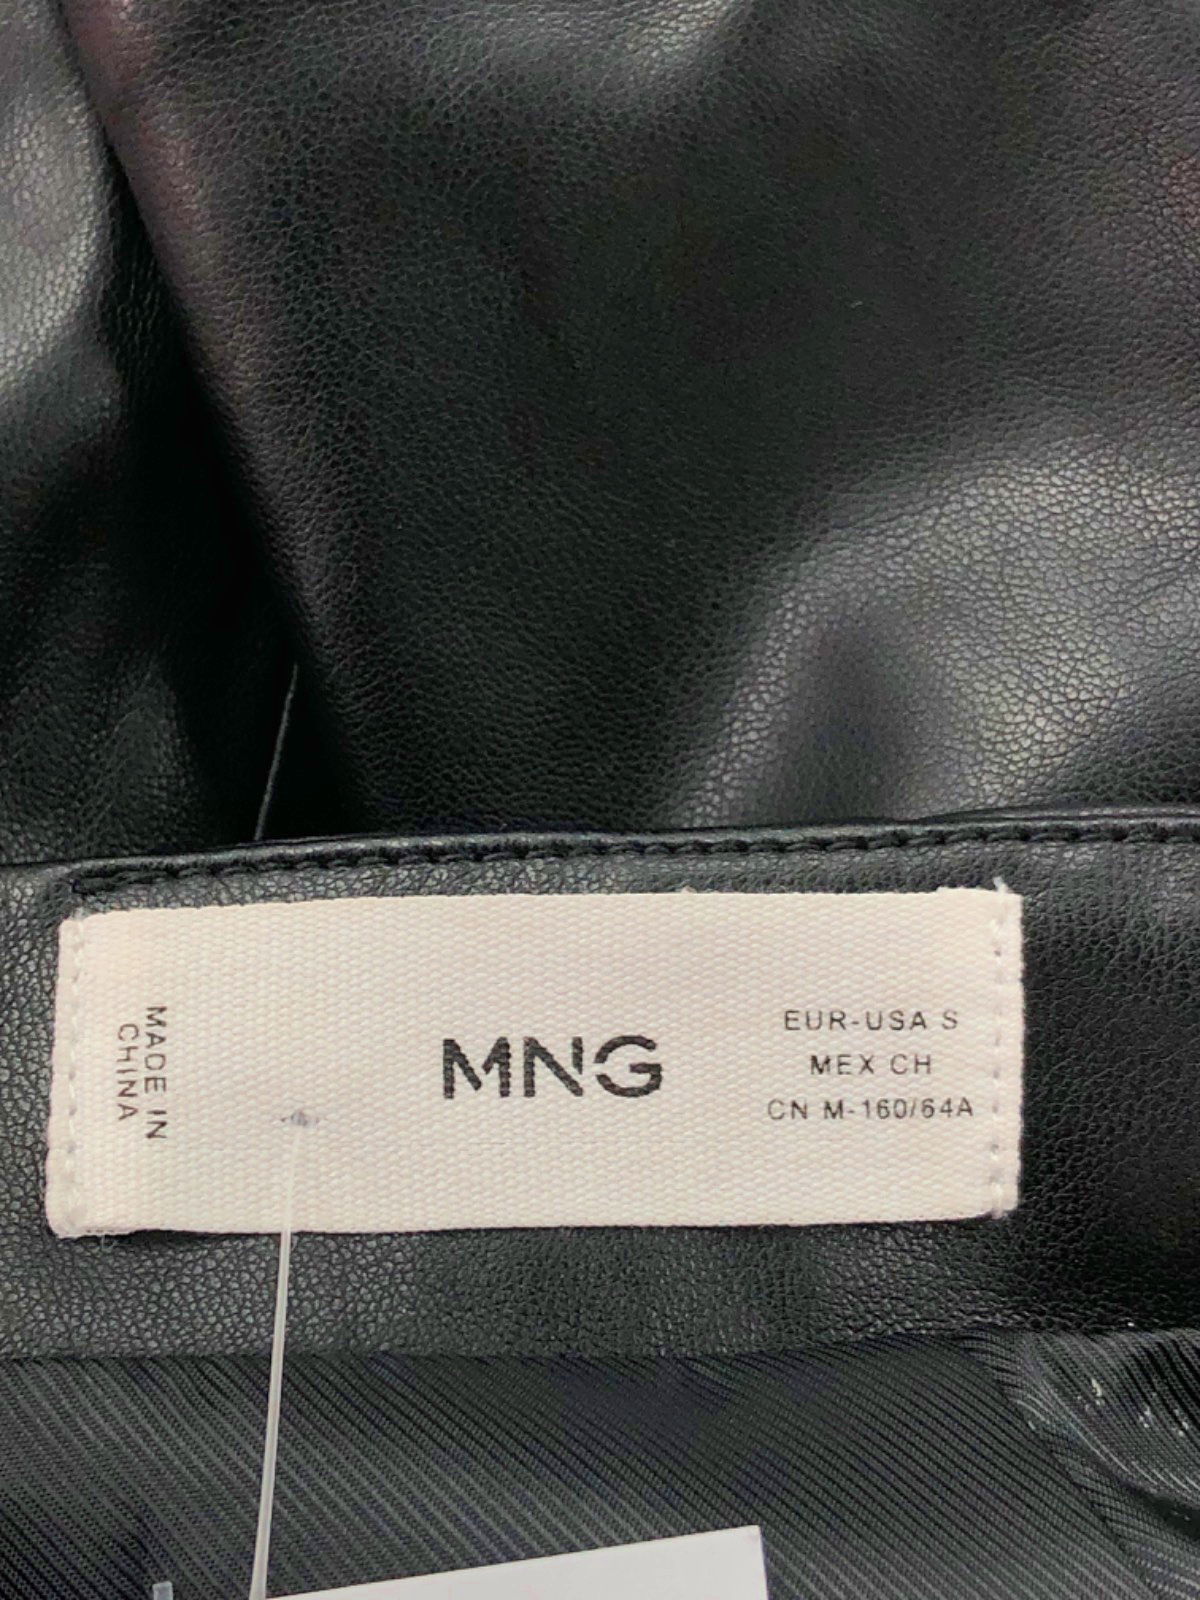 MADE IN
CHINA
MNG
EUR-USA S
MEX CH
CN M-160/64A